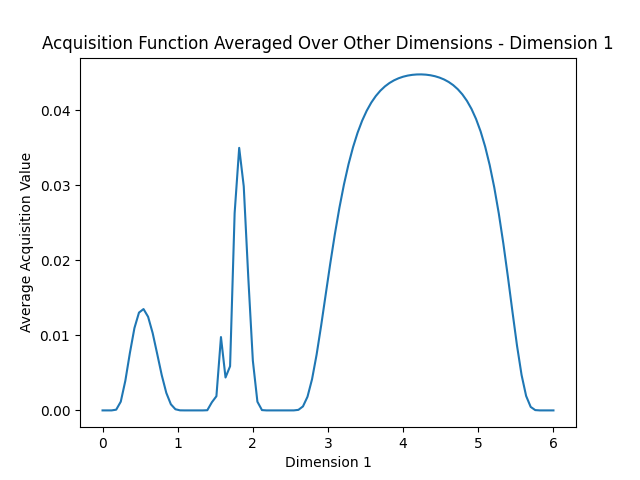 Acquisition Function Averaged Over Other Dimensions - Dimension 1
0.04
0.03
0.02
0.01
0.00
Average Acquisition Value
0 1 2 3 4 5 6
Dimension 1